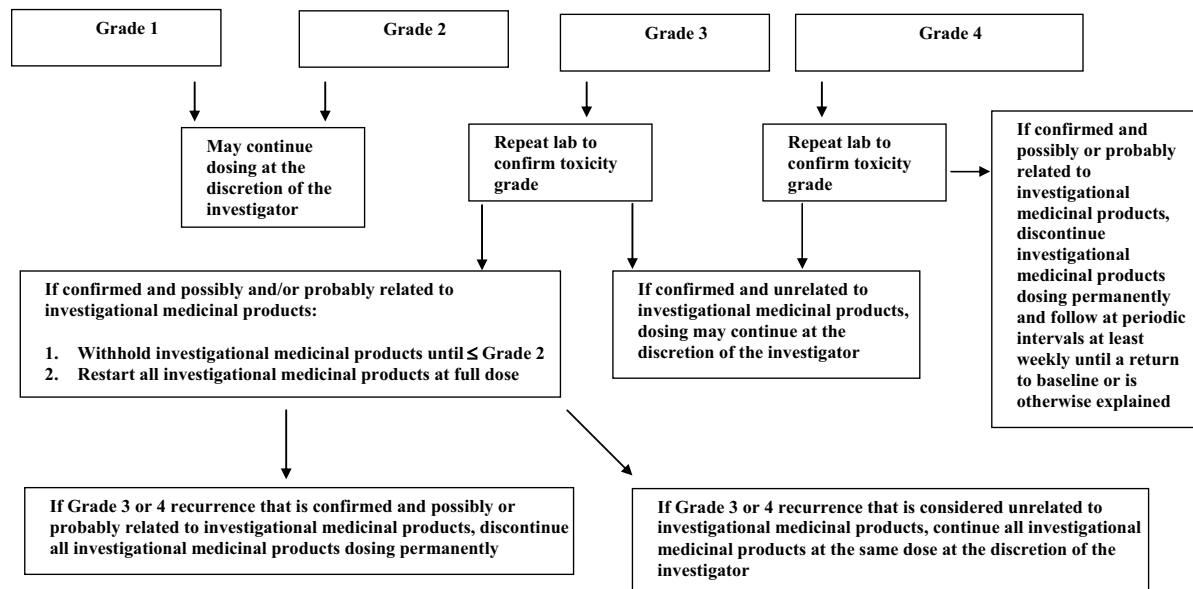 Grade 1
Grade 2
Grade 3
Grade 4
May continue
dosing at the
discretion of the
investigator
Repeat lab to
confirm toxicity
grade
Repeat lab to
confirm toxicity
grade
If confirmed and
possibly or probably
related to
investigational
medicinal products,
discontinue
investigational
medicinal products
dosing permanently
and follow at periodic
intervals at least
weekly until a return
to baseline or is
otherwise explained
If confirmed and possibly and/or probably related to
investigational medicinal products:
1. Withhold investigational medicinal products until ≤ Grade 2
2. Restart all investigational medicinal products at full dose
If confirmed and unrelated to
investigational medicinal products,
dosing may continue at the
discretion of the investigator
If Grade 3 or 4 recurrence that is confirmed and possibly or
probably related to investigational medicinal products, discontinue
all investigational medicinal products dosing permanently
If Grade 3 or 4 recurrence that is considered unrelated to
investigational medicinal products, continue all investigational
medicinal products at the same dose at the discretion of the
investigator